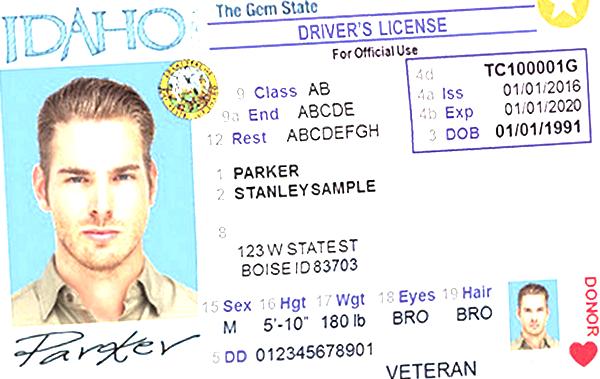 IDAHO The Gem State
DRIVER'S LICENSE
For Official Use
9 Class AB
9a End ABCDE
12 Rest ABCDEFGH
4d TC100001G
4a Iss 01/01/2016
4b Exp 01/01/2020
3 DOB 01/01/1991
1 PARKER
2 STANLEYSAMPLE
8
123 W STATE ST
BOISE ID 83703
15 Sex 16 Hgt 17 Wgt 18 Eyes 19 Hair
M 5'-10" 180 lb BRO BRO
5 DD 012345678901
VETERAN
DONOR
Parker